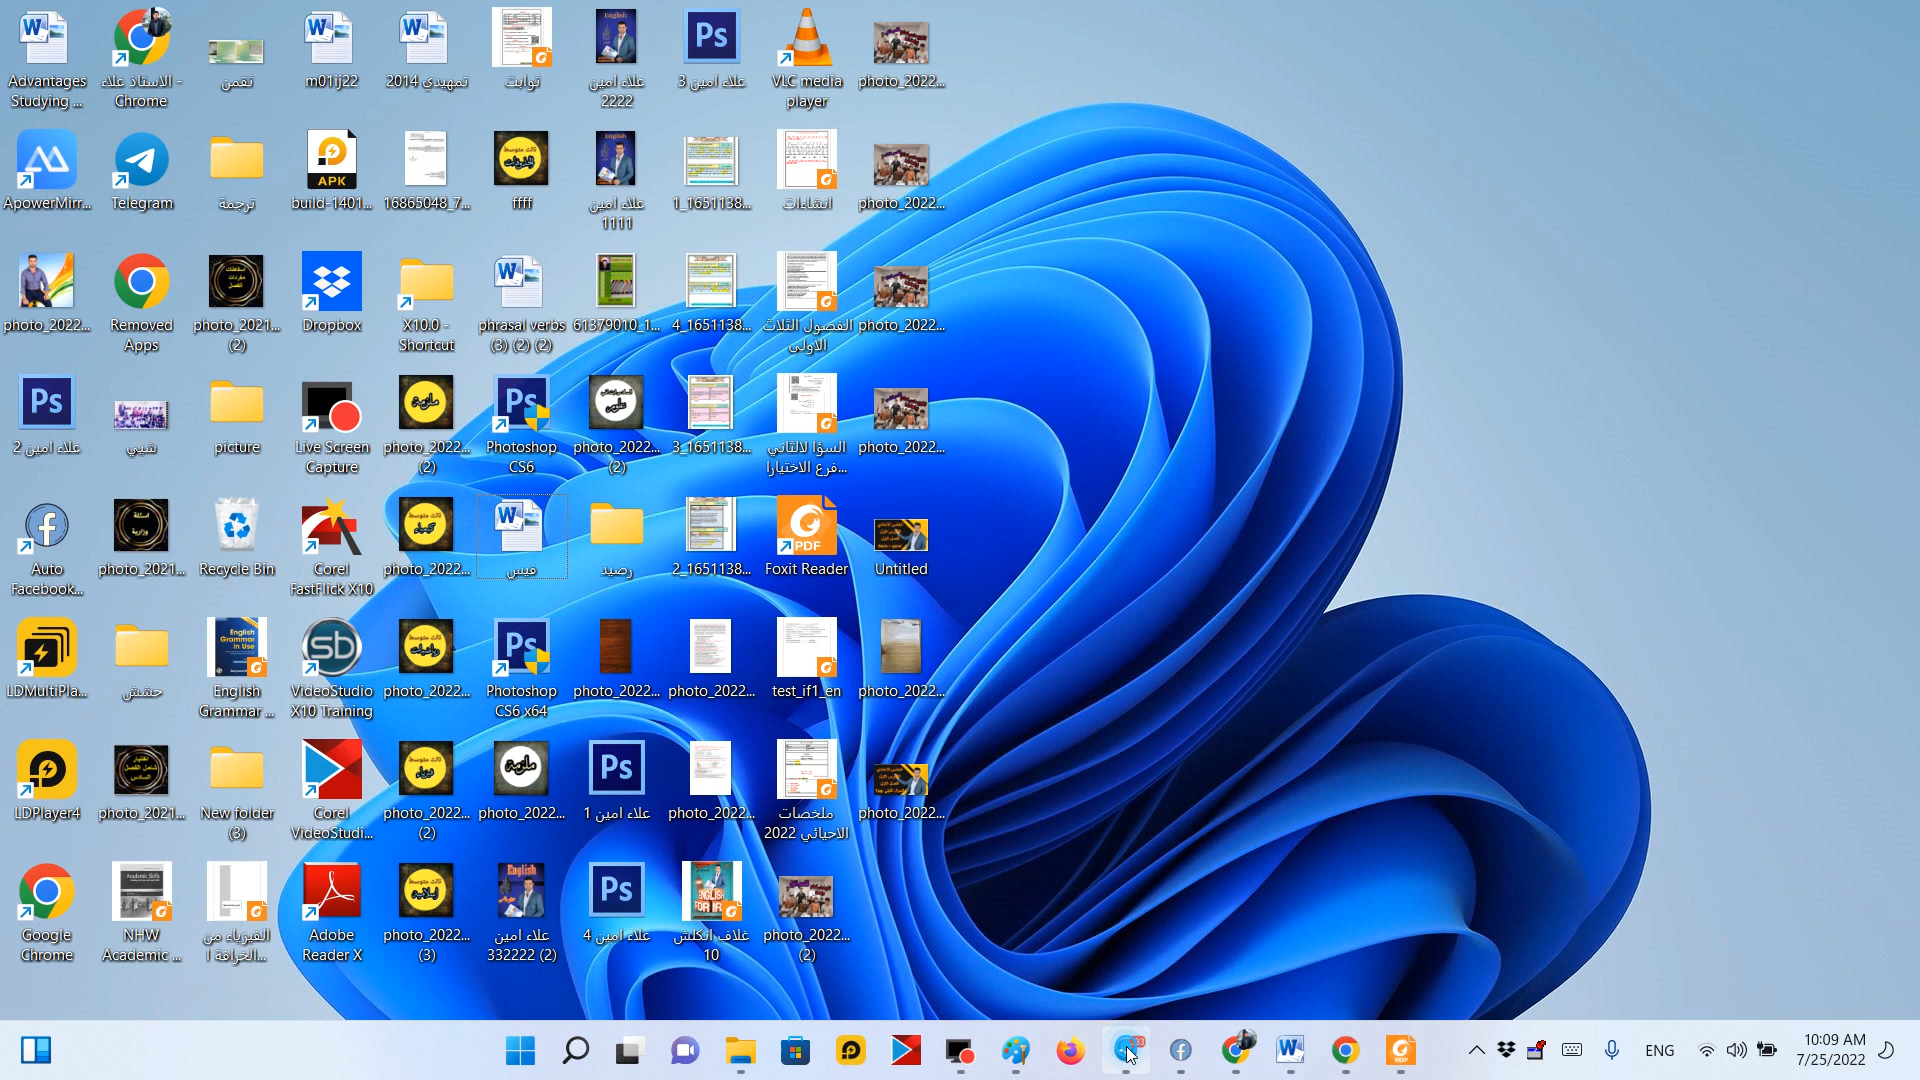 Advantages Studying ...
الاستاذ علاء - Chrome
تقمن
m01jj22
تمهيدي 2014
ثوابت
علاء امين 2222
علاء امين 3
VLC media player
photo_2022...
ApowerMirr...
Telegram
ترجمة
build-1401...
16865048_7...
ffff
علاء امين 1111
1_1651138...
انشاءات
photo_2022...
photo_2022...
Removed Apps
photo_2021... (2)
Dropbox
X10.0 - Shortcut
phrasal verbs (3) (2) (2)
61379010_1...
4_1651138...
الفصول الثلاث الاولى
photo_2022...
علاء امين 2
شيي
picture
Live Screen Capture
photo_2022... (2)
Photoshop CS6
photo_2022... (2)
3_1651138...
السؤا لالثاني فرع الاختيارا...
photo_2022...
Auto Facebook...
photo_2021...
Recycle Bin
Corel FastFlick X10
photo_2022...
فيس
رصيد
2_1651138...
Foxit Reader
Untitled
LDMultiPla...
حشش
English Grammar ...
VideoStudio X10 Training
photo_2022...
Photoshop CS6 x64
photo_2022...
photo_2022...
test_if1_en
photo_2022...
LDPlayer4
photo_2021...
New folder (3)
Corel VideoStudi...
photo_2022... (2)
photo_2022...
علاء امين 1
photo_2022...
ملخصات الاحيائي 2022
photo_2022...
Google Chrome
NHW Academic ...
الفيزياء من الخرافة ا...
Adobe Reader X
photo_2022... (3)
علاء امين 332222 (2)
علاء امين 4
غلاف انكلش 10
photo_2022... (2)
ENG
10:09 AM
7/25/2022